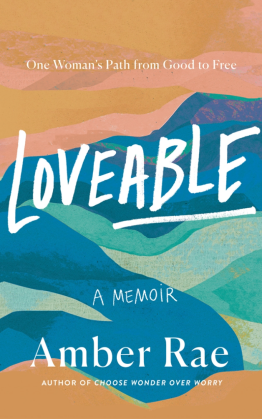 One Woman's Path from Good to Free
LOVEABLE
A MEMOIR
Amber Rae
AUTHOR OF CHOOSE WONDER OVER WORRY